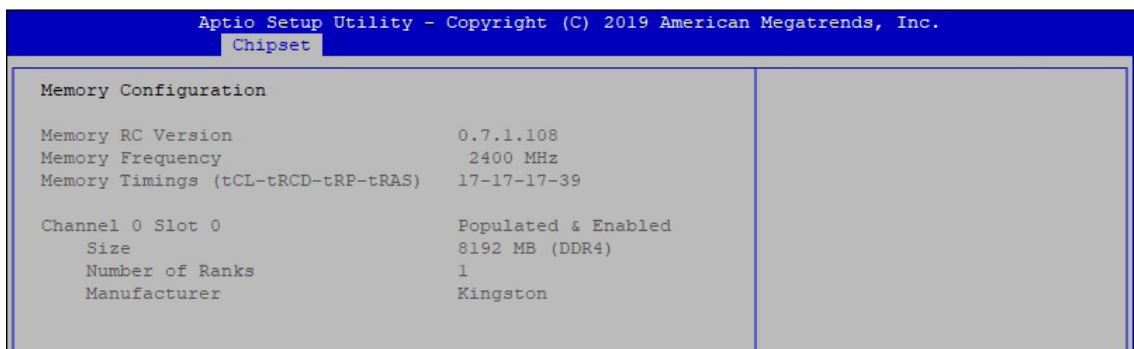 Aptio Setup Utility - Copyright (C) 2019 American Megatrends, Inc.
Chipset
Memory Configuration
Memory RC Version 0.7.1.108
Memory Frequency 2400 MHz
Memory Timings (tCL-tRCD-tRP-tRAS) 17-17-17-39
Channel 0 Slot 0 Populated & Enabled
Size 8192 MB (DDR4)
Number of Ranks 1
Manufacturer Kingston